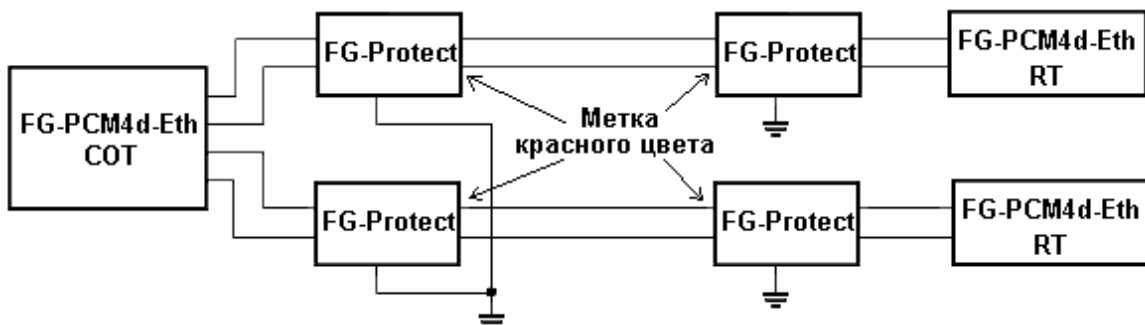 FG-Protect
FG-Protect
FG-PCM4d-Eth
RT
FG-PCM4d-Eth
COT
Метка
красного цвета
FG-Protect
FG-Protect
FG-PCM4d-Eth
RT